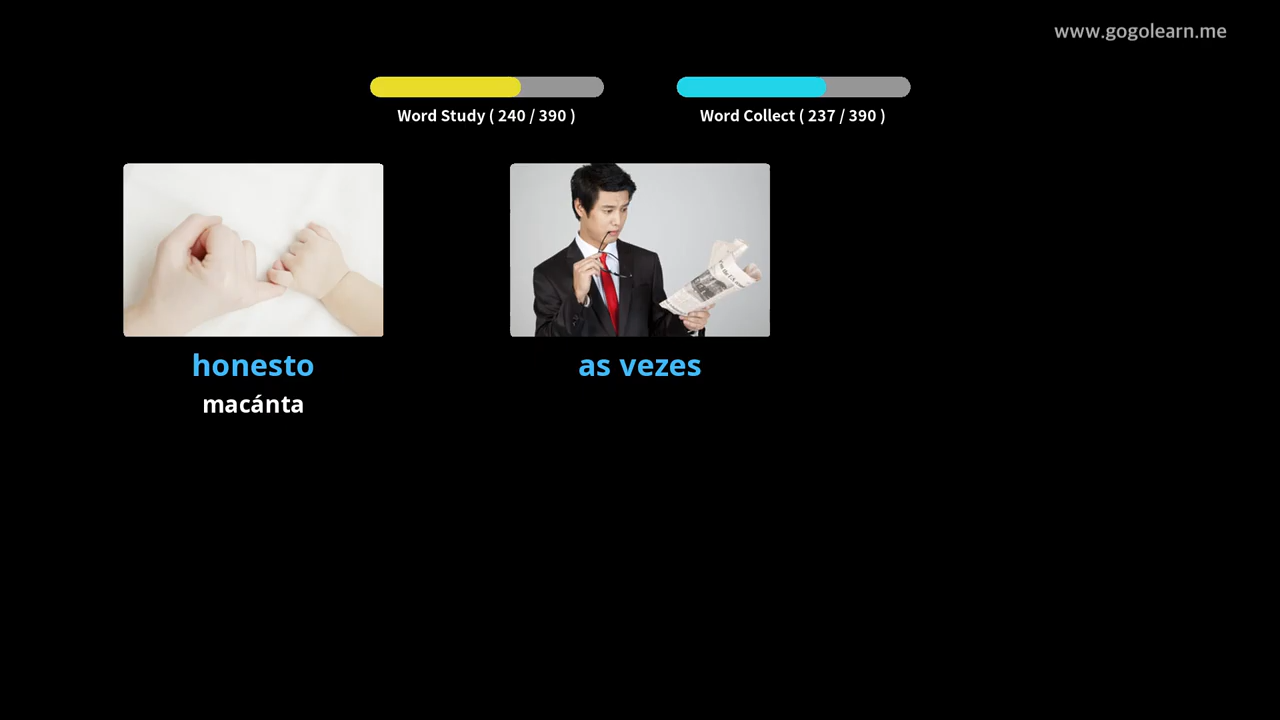 www.gogolearn.me
Word Study ( 240 / 390 )
Word Collect ( 237 / 390 )
honesto
as vezes
macánta